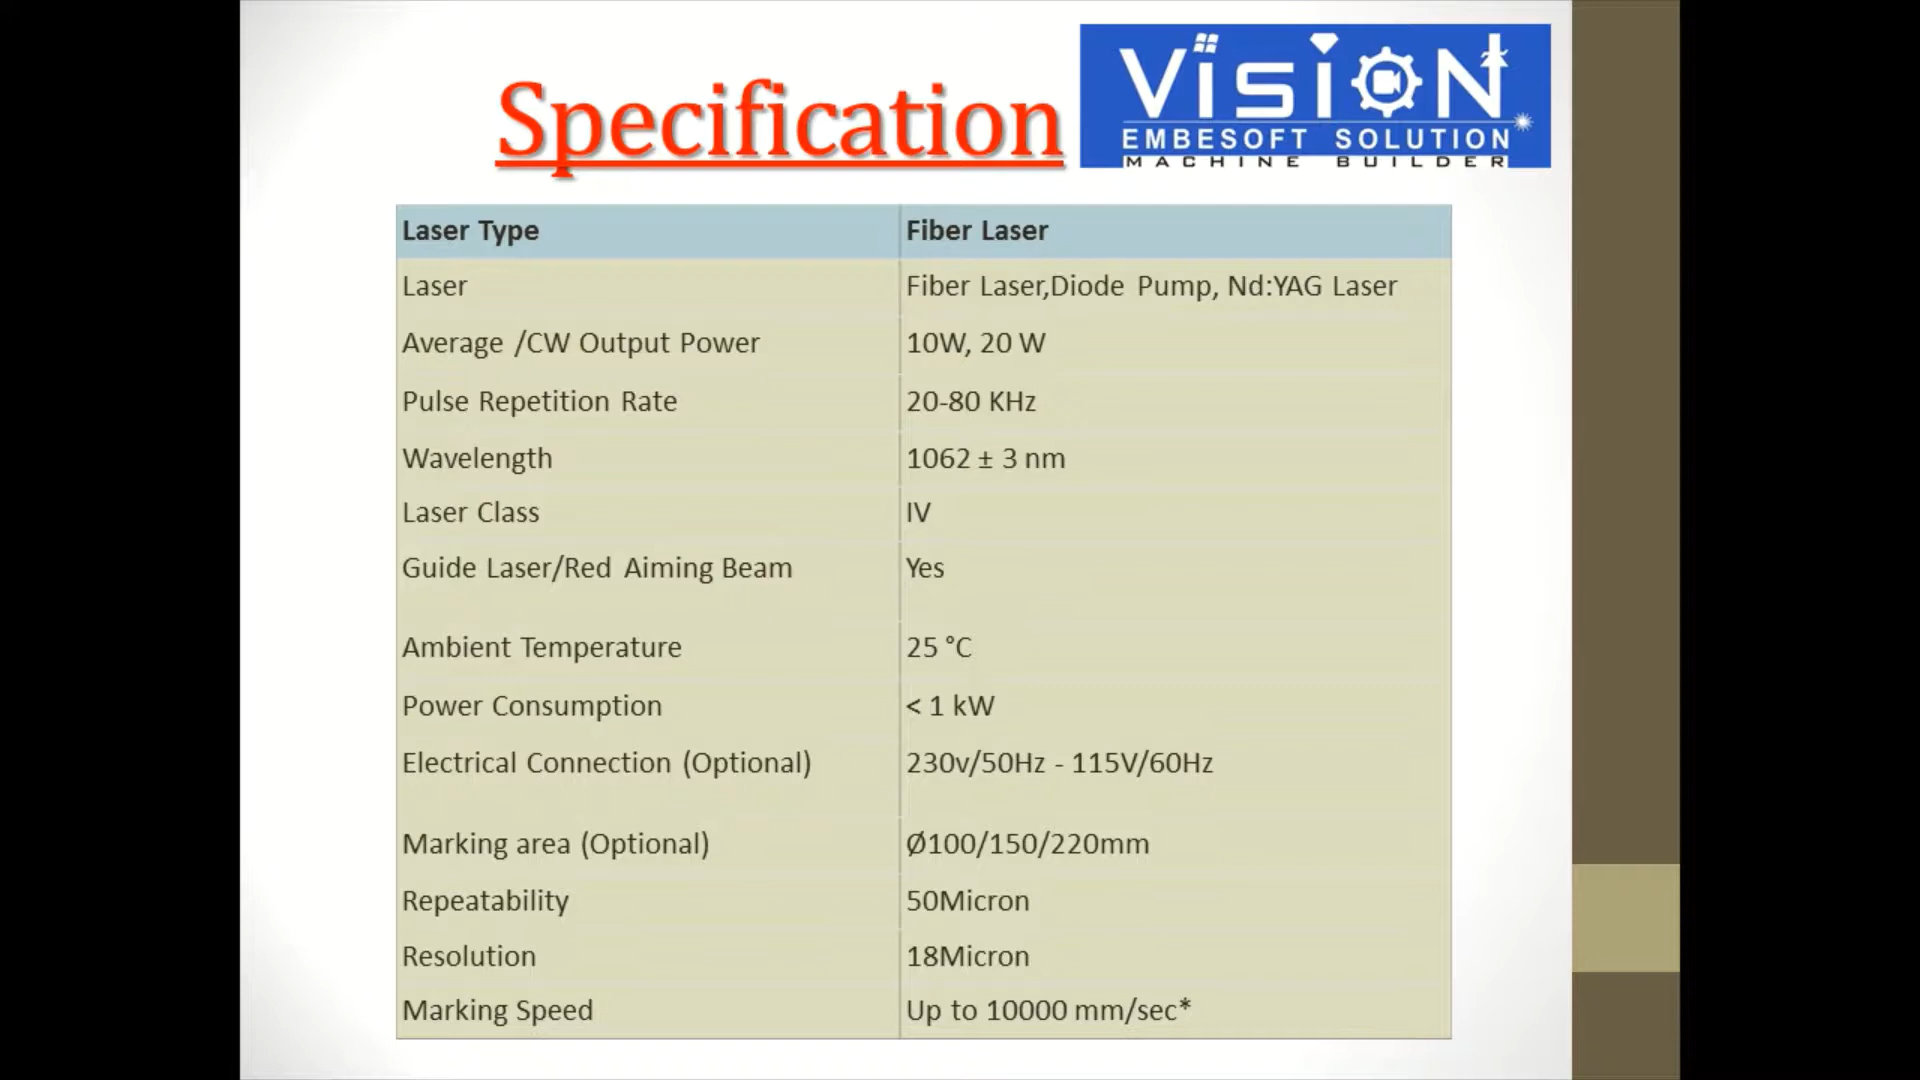 Specification
VISION
EMBESOFT SOLUTION
MACHINE BUILDER
Laser Type Fiber Laser
Laser Fiber Laser,Diode Pump, Nd:YAG Laser
Average /CW Output Power 10W, 20 W
Pulse Repetition Rate 20-80 KHz
Wavelength 1062 ± 3 nm
Laser Class IV
Guide Laser/Red Aiming Beam Yes
Ambient Temperature 25 °C
Power Consumption < 1 kW
Electrical Connection (Optional) 230v/50Hz - 115V/60Hz
Marking area (Optional) Ø100/150/220mm
Repeatability 50Micron
Resolution 18Micron
Marking Speed Up to 10000 mm/sec*